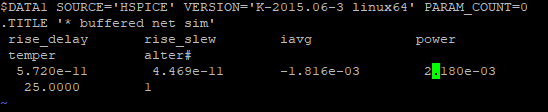 $DATA1 SOURCE='HSPICE' VERSION='K-2015.06-3 linux64' PARAM_COUNT=0
.TITLE '* buffered net sim'
rise_delay rise_slew iavg power
temper alter#
5.720e-11 4.469e-11 -1.816e-03 2.180e-03
25.0000 1
~